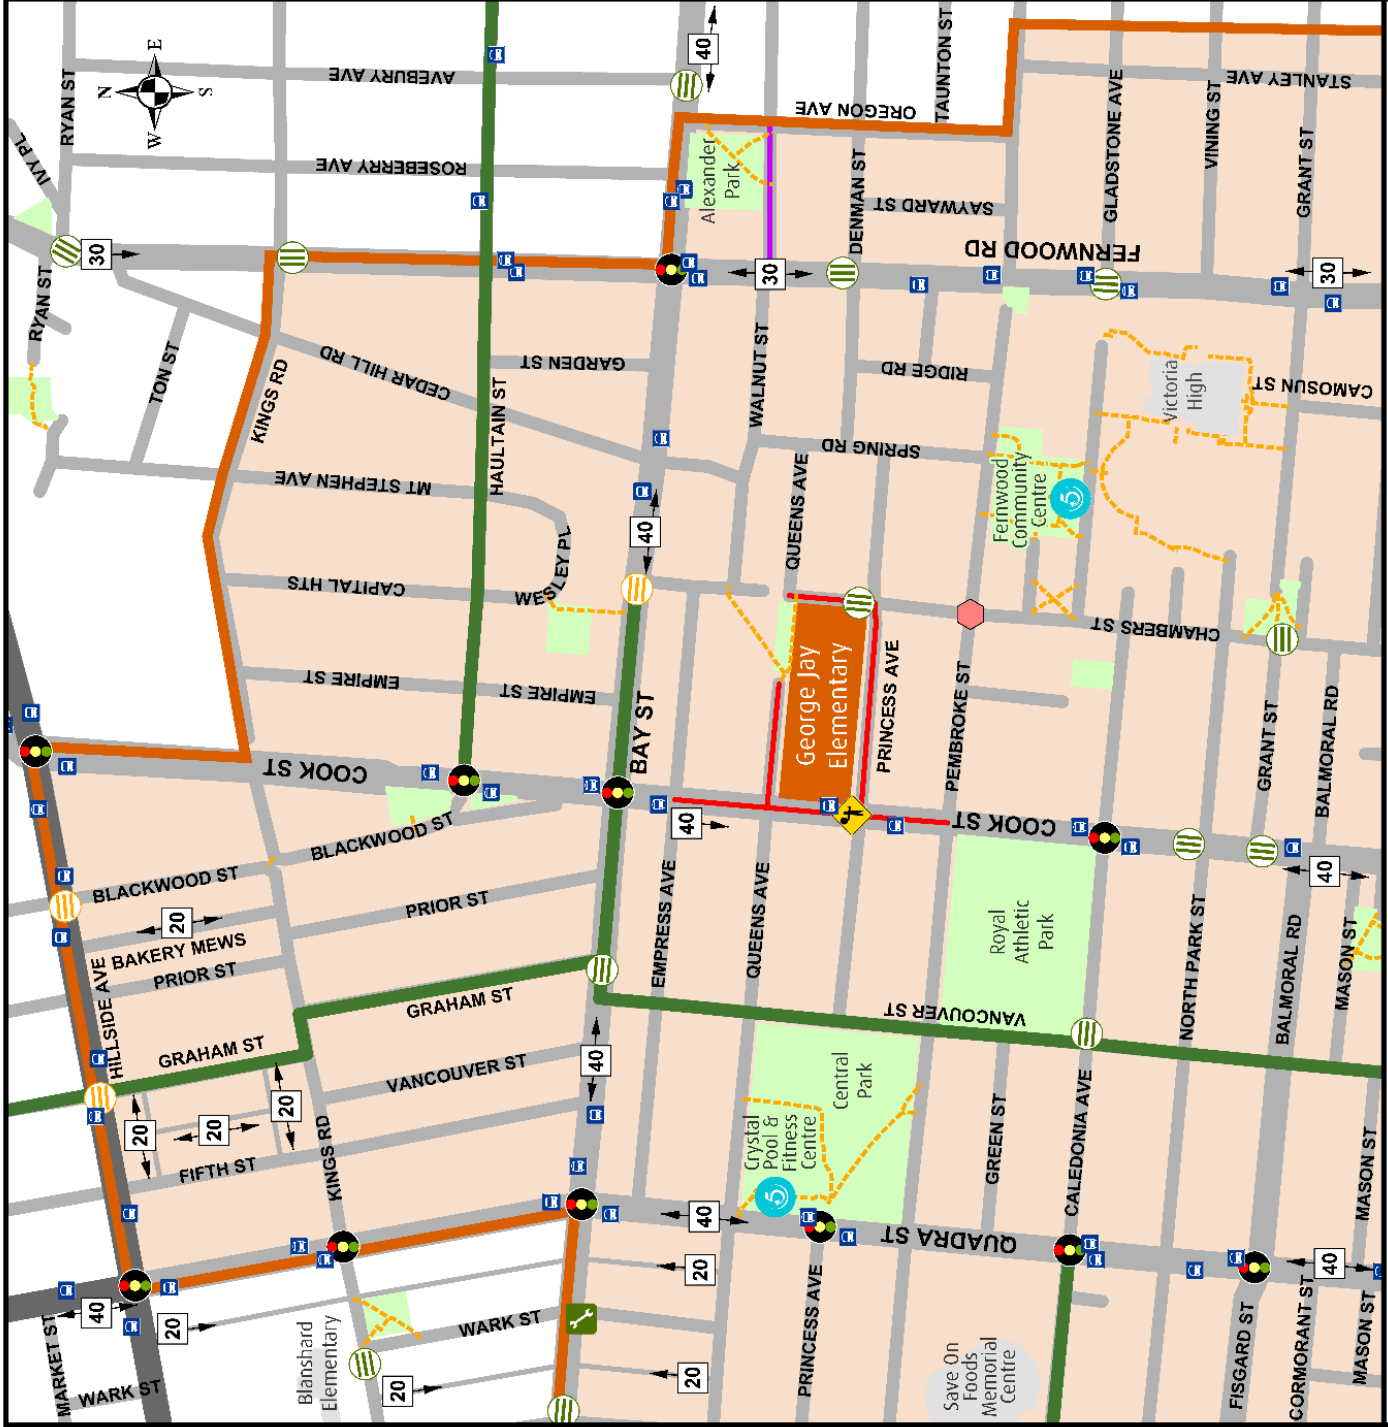 RYAN ST
IVY PL
N
E
S
W
AVEBURY AVE
ROSEBERRY AVE
40
OREGON AVE
TAUNTON ST
GLADSTONE AVE
VINING ST
STANLEY AVE
GRANT ST
Alexander
Park
DENMAN ST
SAYWARD ST
FERNWOOD RD
30
30
30
RYAN ST
TON ST
KINGS RD
CEDAR HILL RD
HAULTAIN ST
GARDEN ST
WALNUT ST
RIDGE RD
SPRING RD
Victoria
High
CAMOSUN ST
MT STEPHEN AVE
CAPITAL HTS
WESLEY PL
40
QUEENS AVE
Fernwood
Community
Centre
5
EMPIRE ST
EMPIRE ST
BAY ST
George Jay
Elementary
PRINCESS AVE
PEMBROKE ST
CHAMBERS ST
GRANT ST
BALMORAL RD
COOK ST
COOK ST
40
BLACKWOOD ST
BLACKWOOD ST
20
BAKERY MEWS
PRIOR ST
PRIOR ST
HILLSIDE AVE
EMPRESS AVE
QUEENS AVE
Royal
Athletic
Park
NORTH PARK ST
BALMORAL RD
40
MASON ST
GRAHAM ST
GRAHAM ST
VANCOUVER ST
VANCOUVER ST
40
20
20
20
FIFTH ST
KINGS RD
Crystal
Pool &
Fitness
Centre
5
Central
Park
GREEN ST
CALEDONIA AVE
MASON ST
40
QUADRA ST
40
MARKET ST
WARK ST
20
Blanshard
Elementary
20
WARK ST
20
20
PRINCESS AVE
Save On
Foods
Memorial
Centre
FISGARD ST
CORMORANT ST
40
MASON ST